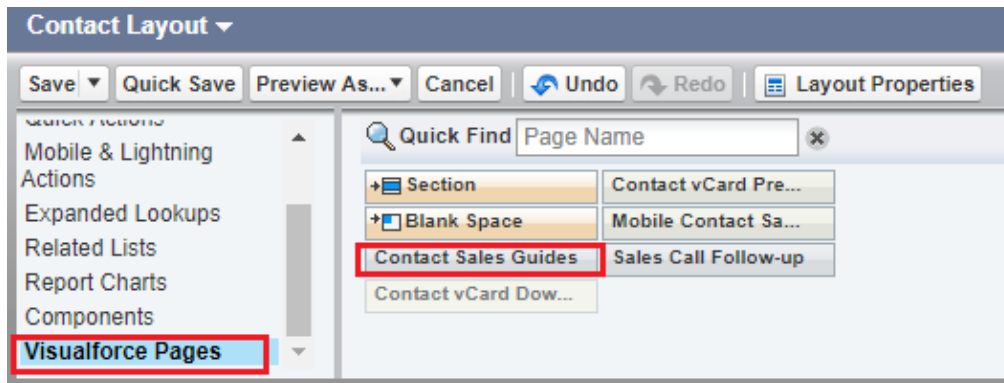 Contact Layout
Save Quick Save Preview As... Cancel Undo Redo Layout Properties
Quick Actions
Mobile & Lightning
Actions
Expanded Lookups
Related Lists
Report Charts
Components
Visualforce Pages
Quick Find Page Name
Section Contact vCard Pre...
Blank Space Mobile Contact Sa...
Contact Sales Guides Sales Call Follow-up
Contact vCard Dow...